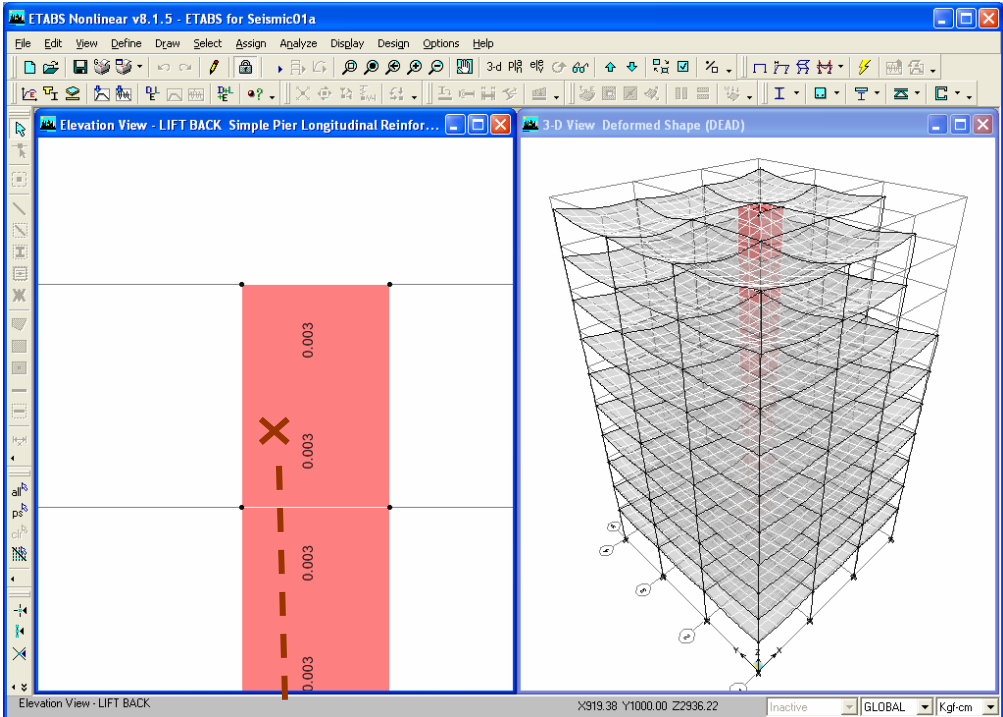 ETABS Nonlinear v8.1.5 - ETABS for Seismic01a
File Edit View Define Draw Select Assign Analyze Display Design Options Help
3-d
Elevation View - LIFT BACK Simple Pier Longitudinal Reinfor...
3-D View Deformed Shape (DEAD)
0.003
0.003
0.003
0.003
all
ps
clr
Y
Z
X
Elevation View - LIFT BACK
X919.38 Y1000.00 Z2936.22
Inactive
GLOBAL
Kgf-cm